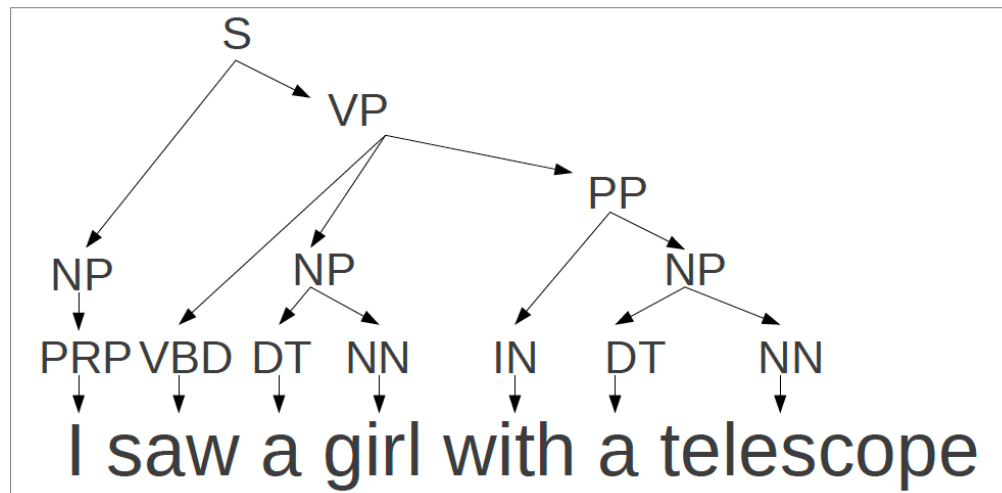 S
VP
PP
NP NP NP
PRP VBD DT NN IN DT NN
I saw a girl with a telescope